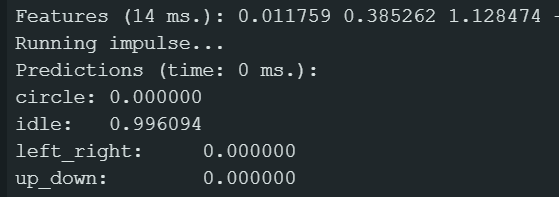 Features (14 ms.): 0.011759 0.385262 1.128474 -
Running impulse...
Predictions (time: 0 ms.):
circle: 0.000000
idle: 0.996094
left_right: 0.000000
up_down: 0.000000